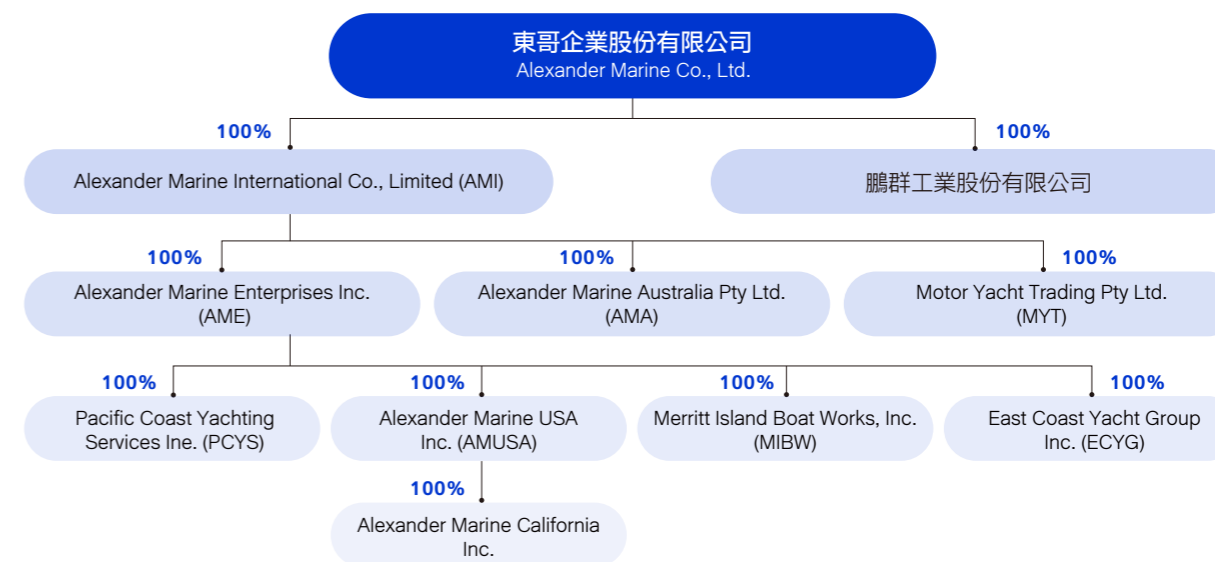 東哥企業股份有限公司
Alexander Marine Co., Ltd.
100%
100%
Alexander Marine International Co., Limited (AMI)
鵬群工業股份有限公司
100%
100%
100%
Alexander Marine Enterprises Inc.
(AME)
Alexander Marine Australia Pty Ltd.
(AMA)
Motor Yacht Trading Pty Ltd.
(MYT)
100%
100%
100%
100%
Pacific Coast Yachting
Services Ine. (PCYS)
Alexander Marine USA
Inc. (AMUSA)
Merritt Island Boat Works, Inc.
(MIBW)
East Coast Yacht Group
Inc. (ECYG)
100%
Alexander Marine California
Inc.